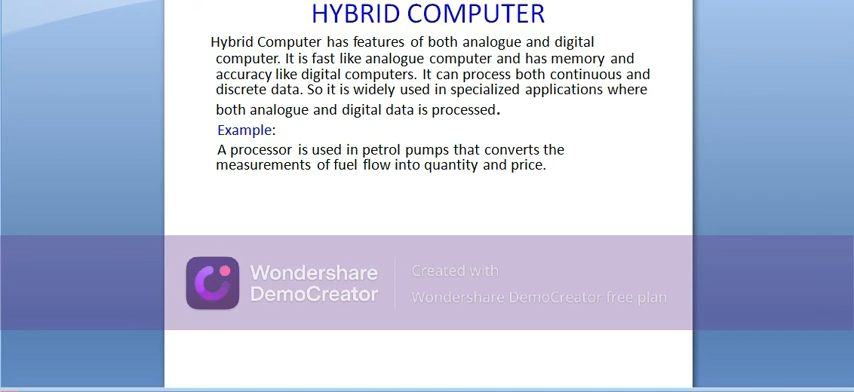 HYBRID COMPUTER
Hybrid Computer has features of both analogue and digital
computer. It is fast like analogue computer and has memory and
accuracy like digital computers. It can process both continuous and
discrete data. So it is widely used in specialized applications where
both analogue and digital data is processed.
Example:
A processor is used in petrol pumps that converts the
measurements of fuel flow into quantity and price.
Wondershare
DemoCreator
Created with
Wondershare DemoCreator free plan